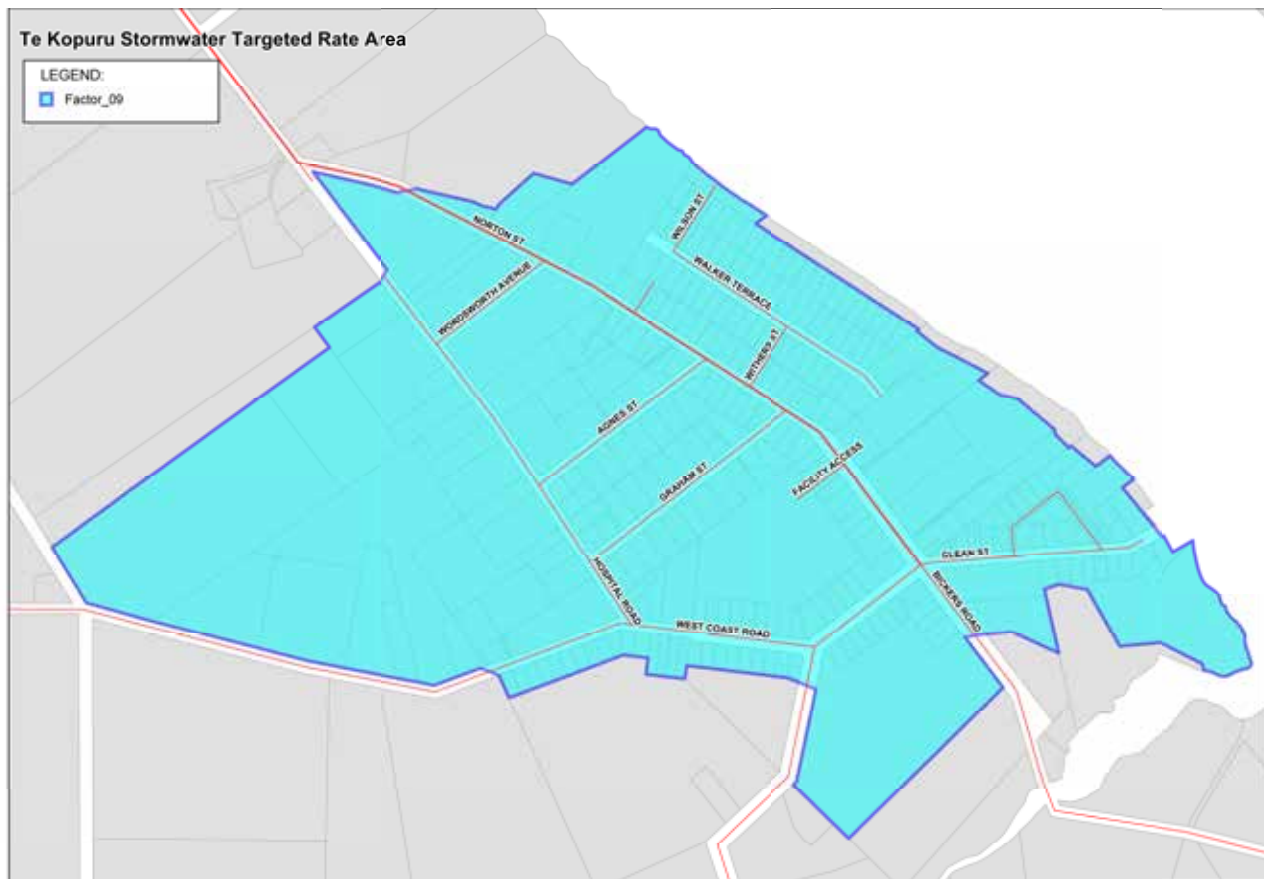 Te Kopuru Stormwater Targeted Rate Area
LEGEND:
Factor_09
WILSON ST
NORTON ST
WALKER TERRACE
WORDSWORTH AVENUE
WITHERS ST
AGNES ST
FACILITY ACCESS
GRAHAM ST
CLEAN ST
HOSPITAL ROAD
BICKERS ROAD
WEST COAST ROAD